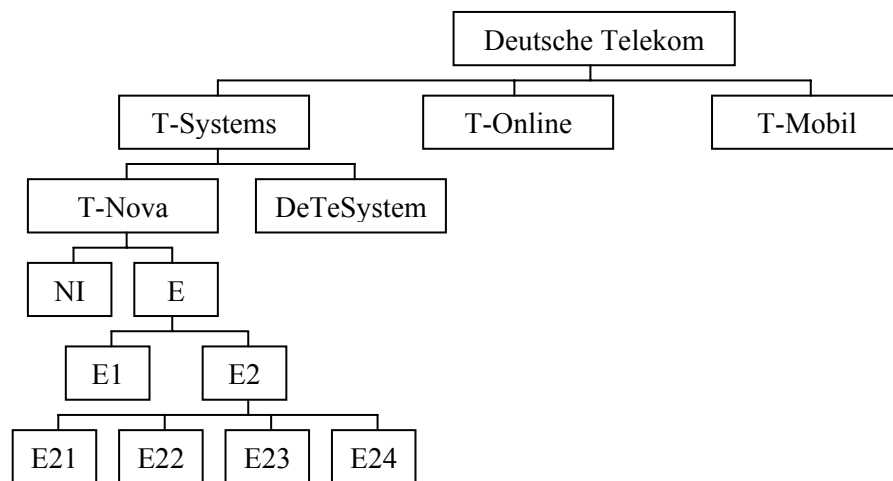 Deutsche Telekom
T-Systems
T-Online
T-Mobil
T-Nova
DeTeSystem
NI
E
E1
E2
E21
E22
E23
E24